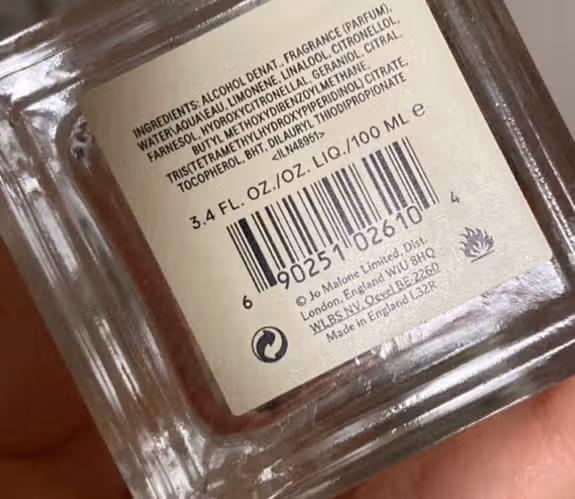 INGREDIENTS: ALCOHOL DENAT., FRAGRANCE (PARFUM),
WATER\AQUA\EAU, LIMONENE, LINALOOL, CITRONELLOL,
FARNESOL, HYDROXYCITRONELLAL, GERANIOL, CITRAL,
BUTYL METHOXYDIBENZOYLMETHANE,
TRIS(TETRAMETHYLHYDROXYPIPERIDINOL) CITRATE,
TOCOPHEROL, BHT, DILAURYL THIODIPROPIONATE
<ILN48951>
3.4 FL. OZ./OZ. LIQ./100 ML e
6 90251 02610 4
© Jo Malone Limited, Dist.
London, England W1U 8HQ
WLBS NV. Oevel BE-2260
Made in England L32R